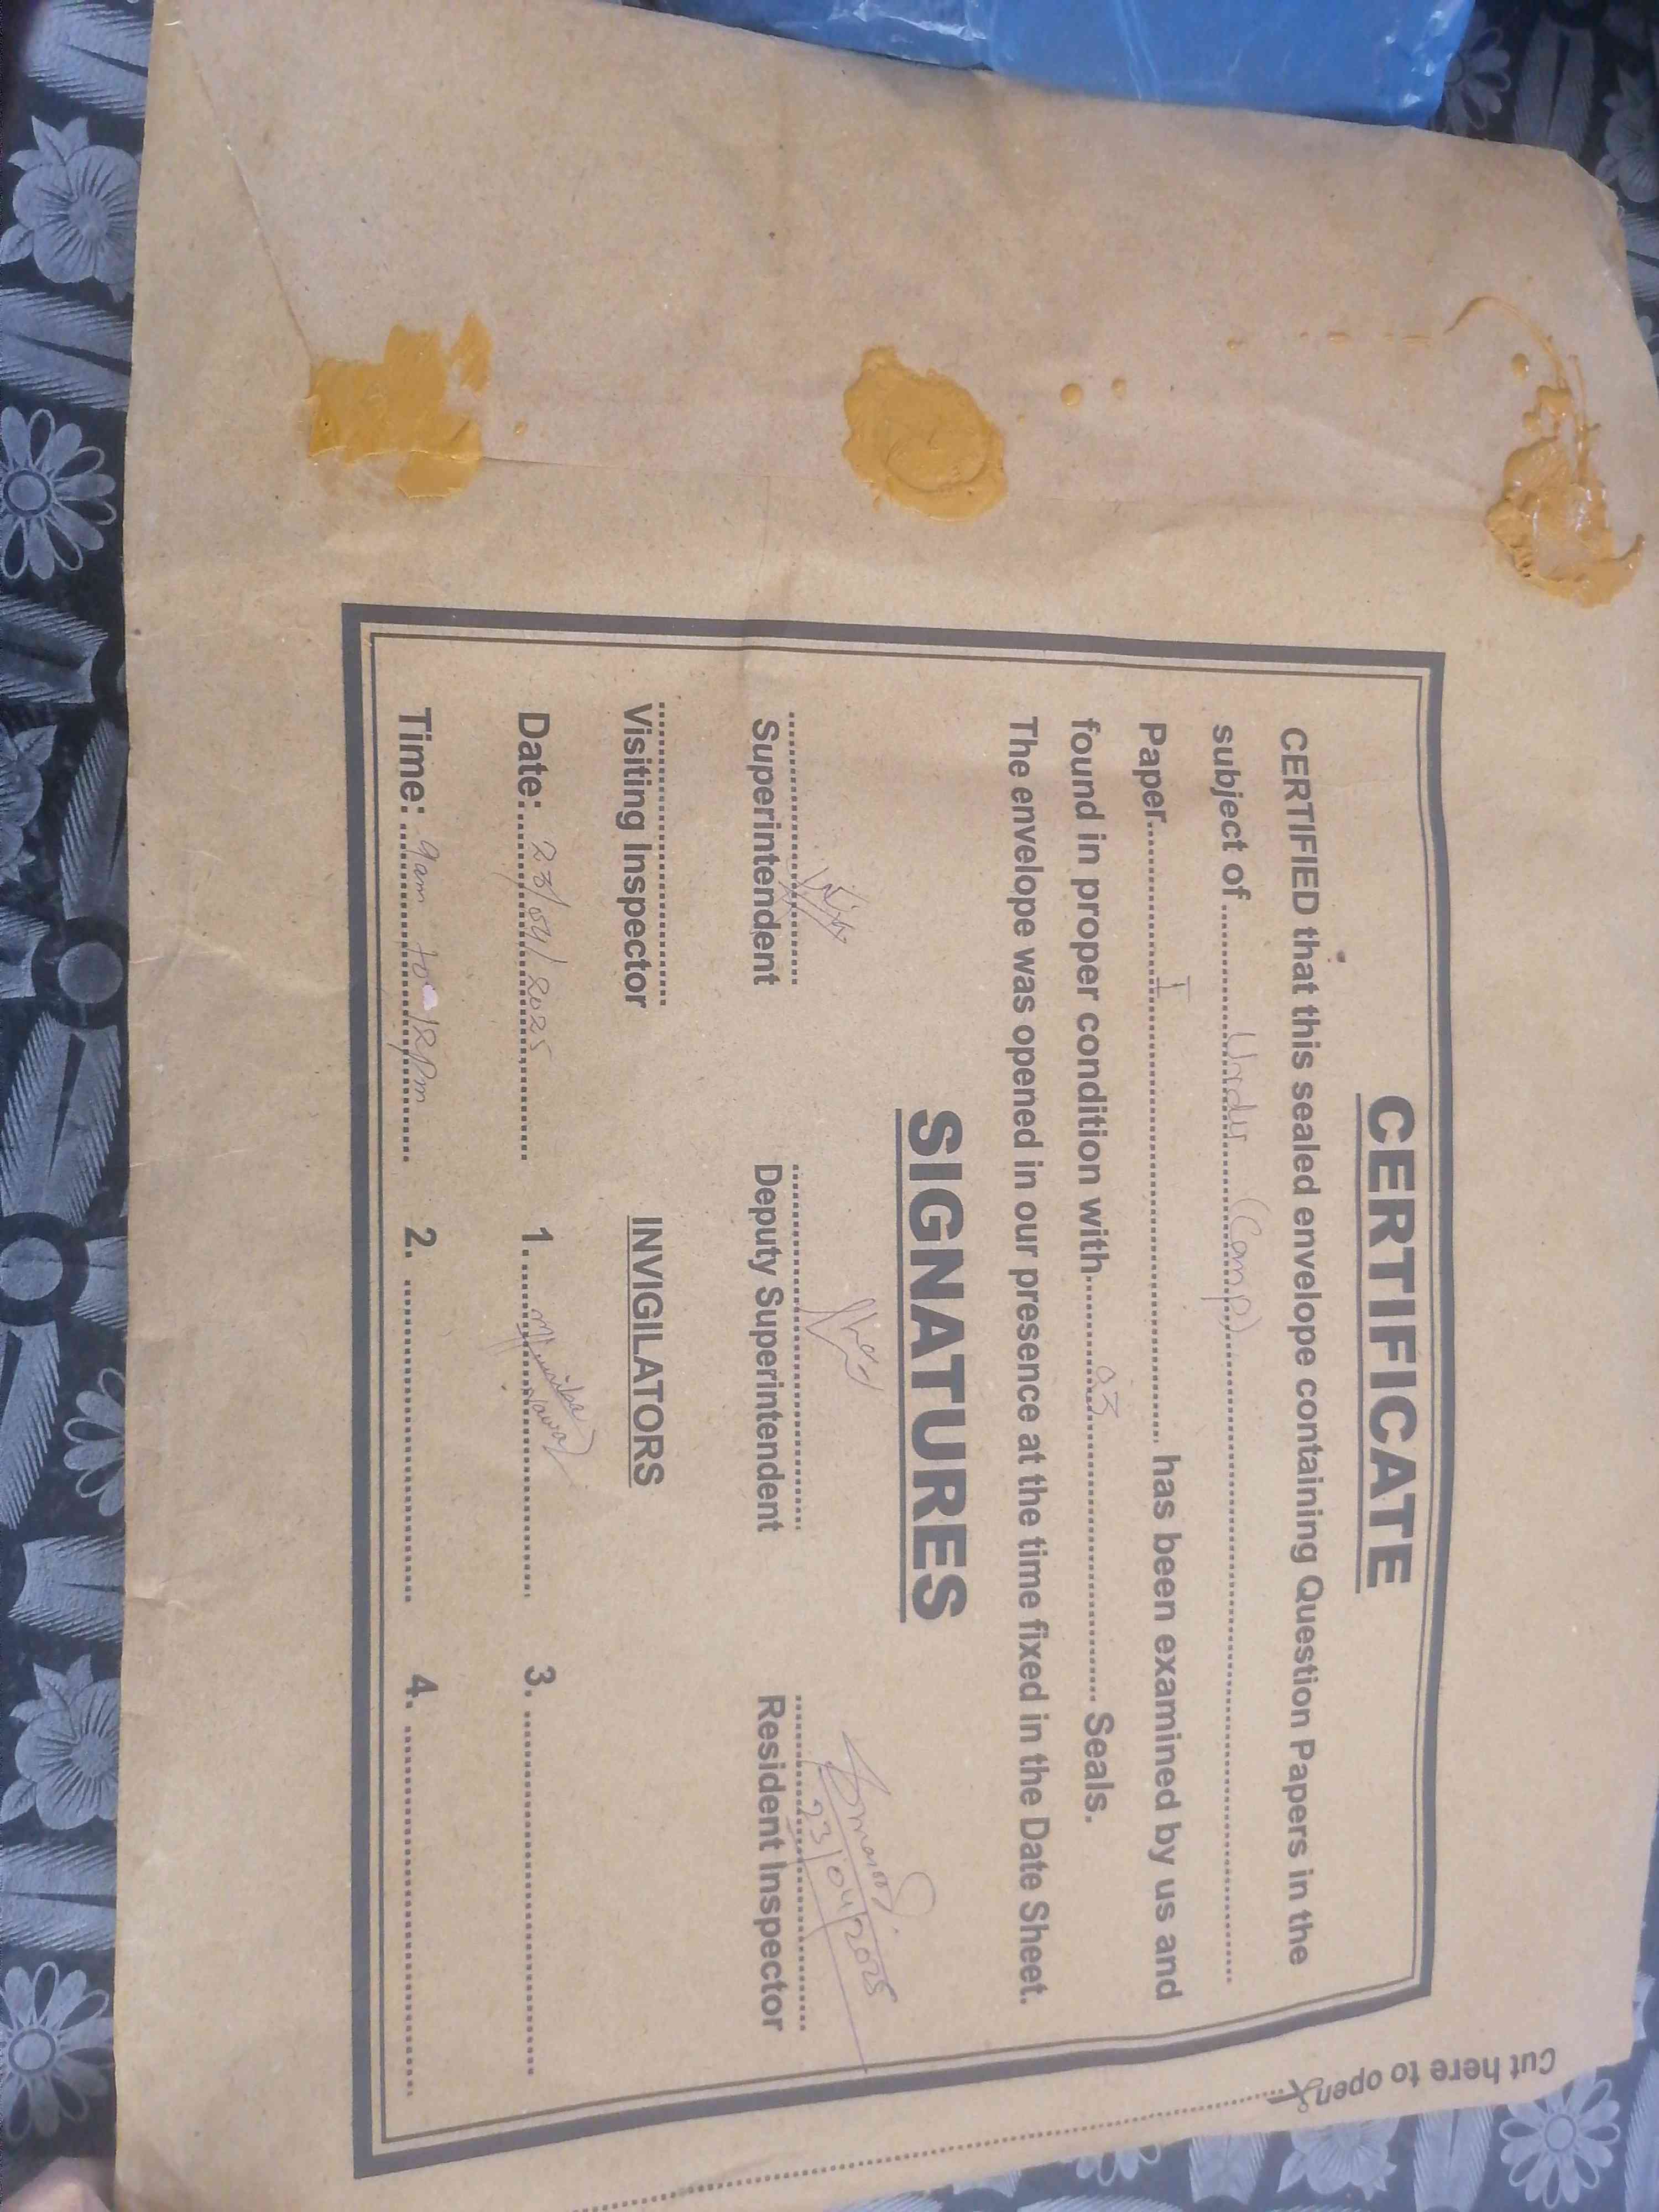 CERTIFICATE
CERTIFIED that this sealed envelope containing Question Papers in the
subject of .......... Urdu (Comp) ..........
Paper.......... I .......... has been examined by us and
found in proper condition with.......... 03 .......... Seals.
The envelope was opened in our presence at the time fixed in the Date Sheet.
SIGNATURES
23/04/2025
Superintendent Deputy Superintendent Resident Inspector
Visiting Inspector INVIGILATORS
Date: 23/04/2025 1. .......... 3. ..........
Time: 9am to 12pm 2. .......... 4. ..........
Cut here to open